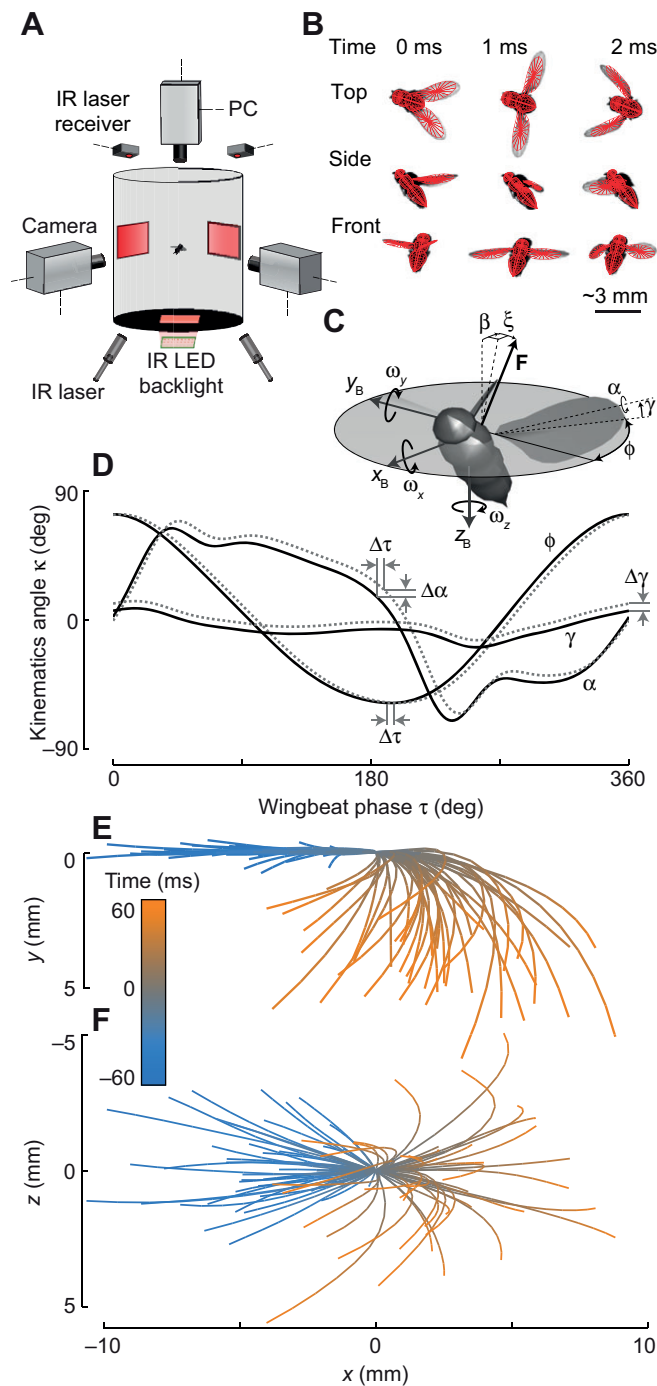 A
IR laser
receiver
PC
Camera
IR laser
IR LED
backlight
B
Time 0 ms 1 ms 2 ms
Top
Side
Front
~3 mm
C
β ξ
F
α
γ
ϕ
ω_y
y_B
x_B
ω_x
z_B
ω_z
D
Kinematics angle κ (deg)
90
0
–90
Δτ
Δα
Δτ
ϕ
γ
α
Δγ
0 180 360
Wingbeat phase τ (deg)
E
y (mm)
0
5
Time (ms)
60
0
–60
F
z (mm)
–5
0
5
–10 0 10
x (mm)